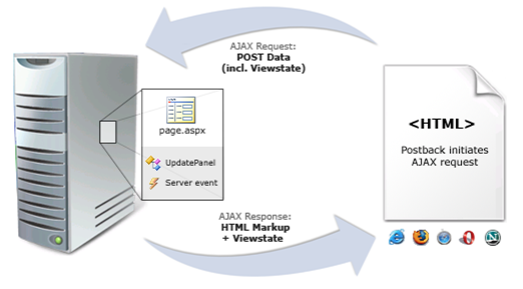 AJAX Request:
POST Data
(incl. Viewstate)
page.aspx
UpdatePanel
Server event
<HTML>
Postback initiates
AJAX request
AJAX Response:
HTML Markup
+ Viewstate